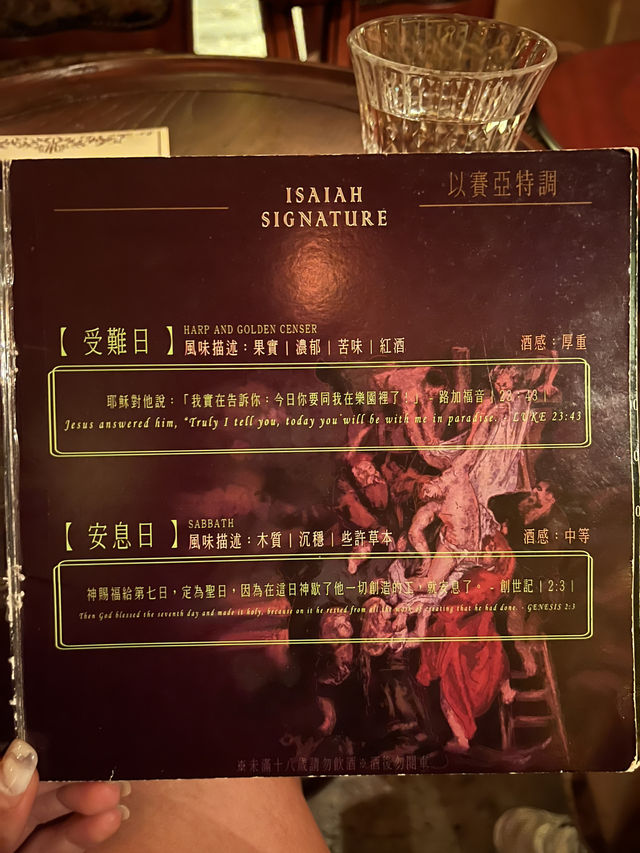 ISAIAH
SIGNATURE
以賽亞特調
【 受難日 】
HARP AND GOLDEN CENSER
風味描述：果實 | 濃郁 | 苦味 | 紅酒
酒感：厚重
耶穌對他說：「我實在告訴你：今日你要同我在樂園裡了！」 - 路加福音 | 23：43 |
Jesus answered him, “Truly I tell you, today you will be with me in paradise. - LUKE 23:43
【 安息日 】
SABBATH
風味描述：木質 | 沉穩 | 些許草本
酒感：中等
神賜福給第七日，定為聖日，因為在這日神歇了他一切創造的工，就安息了。 - 創世記 | 2:3 |
Then God blessed the seventh day and made it holy, because on it he rested from all the work of creating that he had done. - GENESIS 2:3
※未滿十八歲請勿飲酒※酒後勿開車